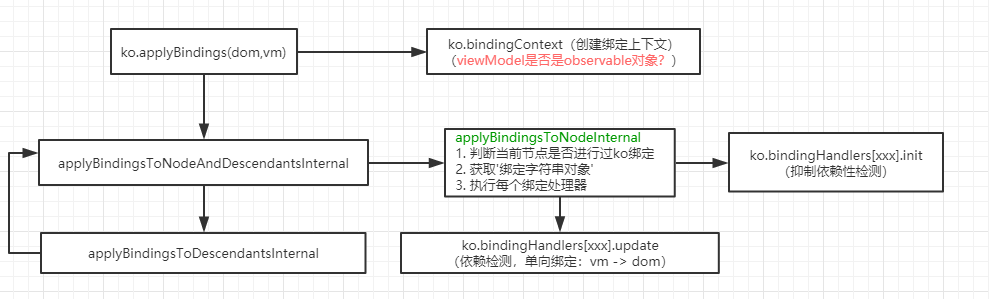 ko.applyBindings(dom,vm)
ko.bindingContext（创建绑定上下文）
（viewModel是否是observable对象？）
applyBindingsToNodeAndDescendantsInternal
applyBindingsToNodeInternal
1. 判断当前节点是否进行过ko绑定
2. 获取'绑定字符串对象'
3. 执行每个绑定处理器
ko.bindingHandlers[xxx].init
（抑制依赖性检测）
applyBindingsToDescendantsInternal
ko.bindingHandlers[xxx].update
（依赖检测，单向绑定：vm -> dom）